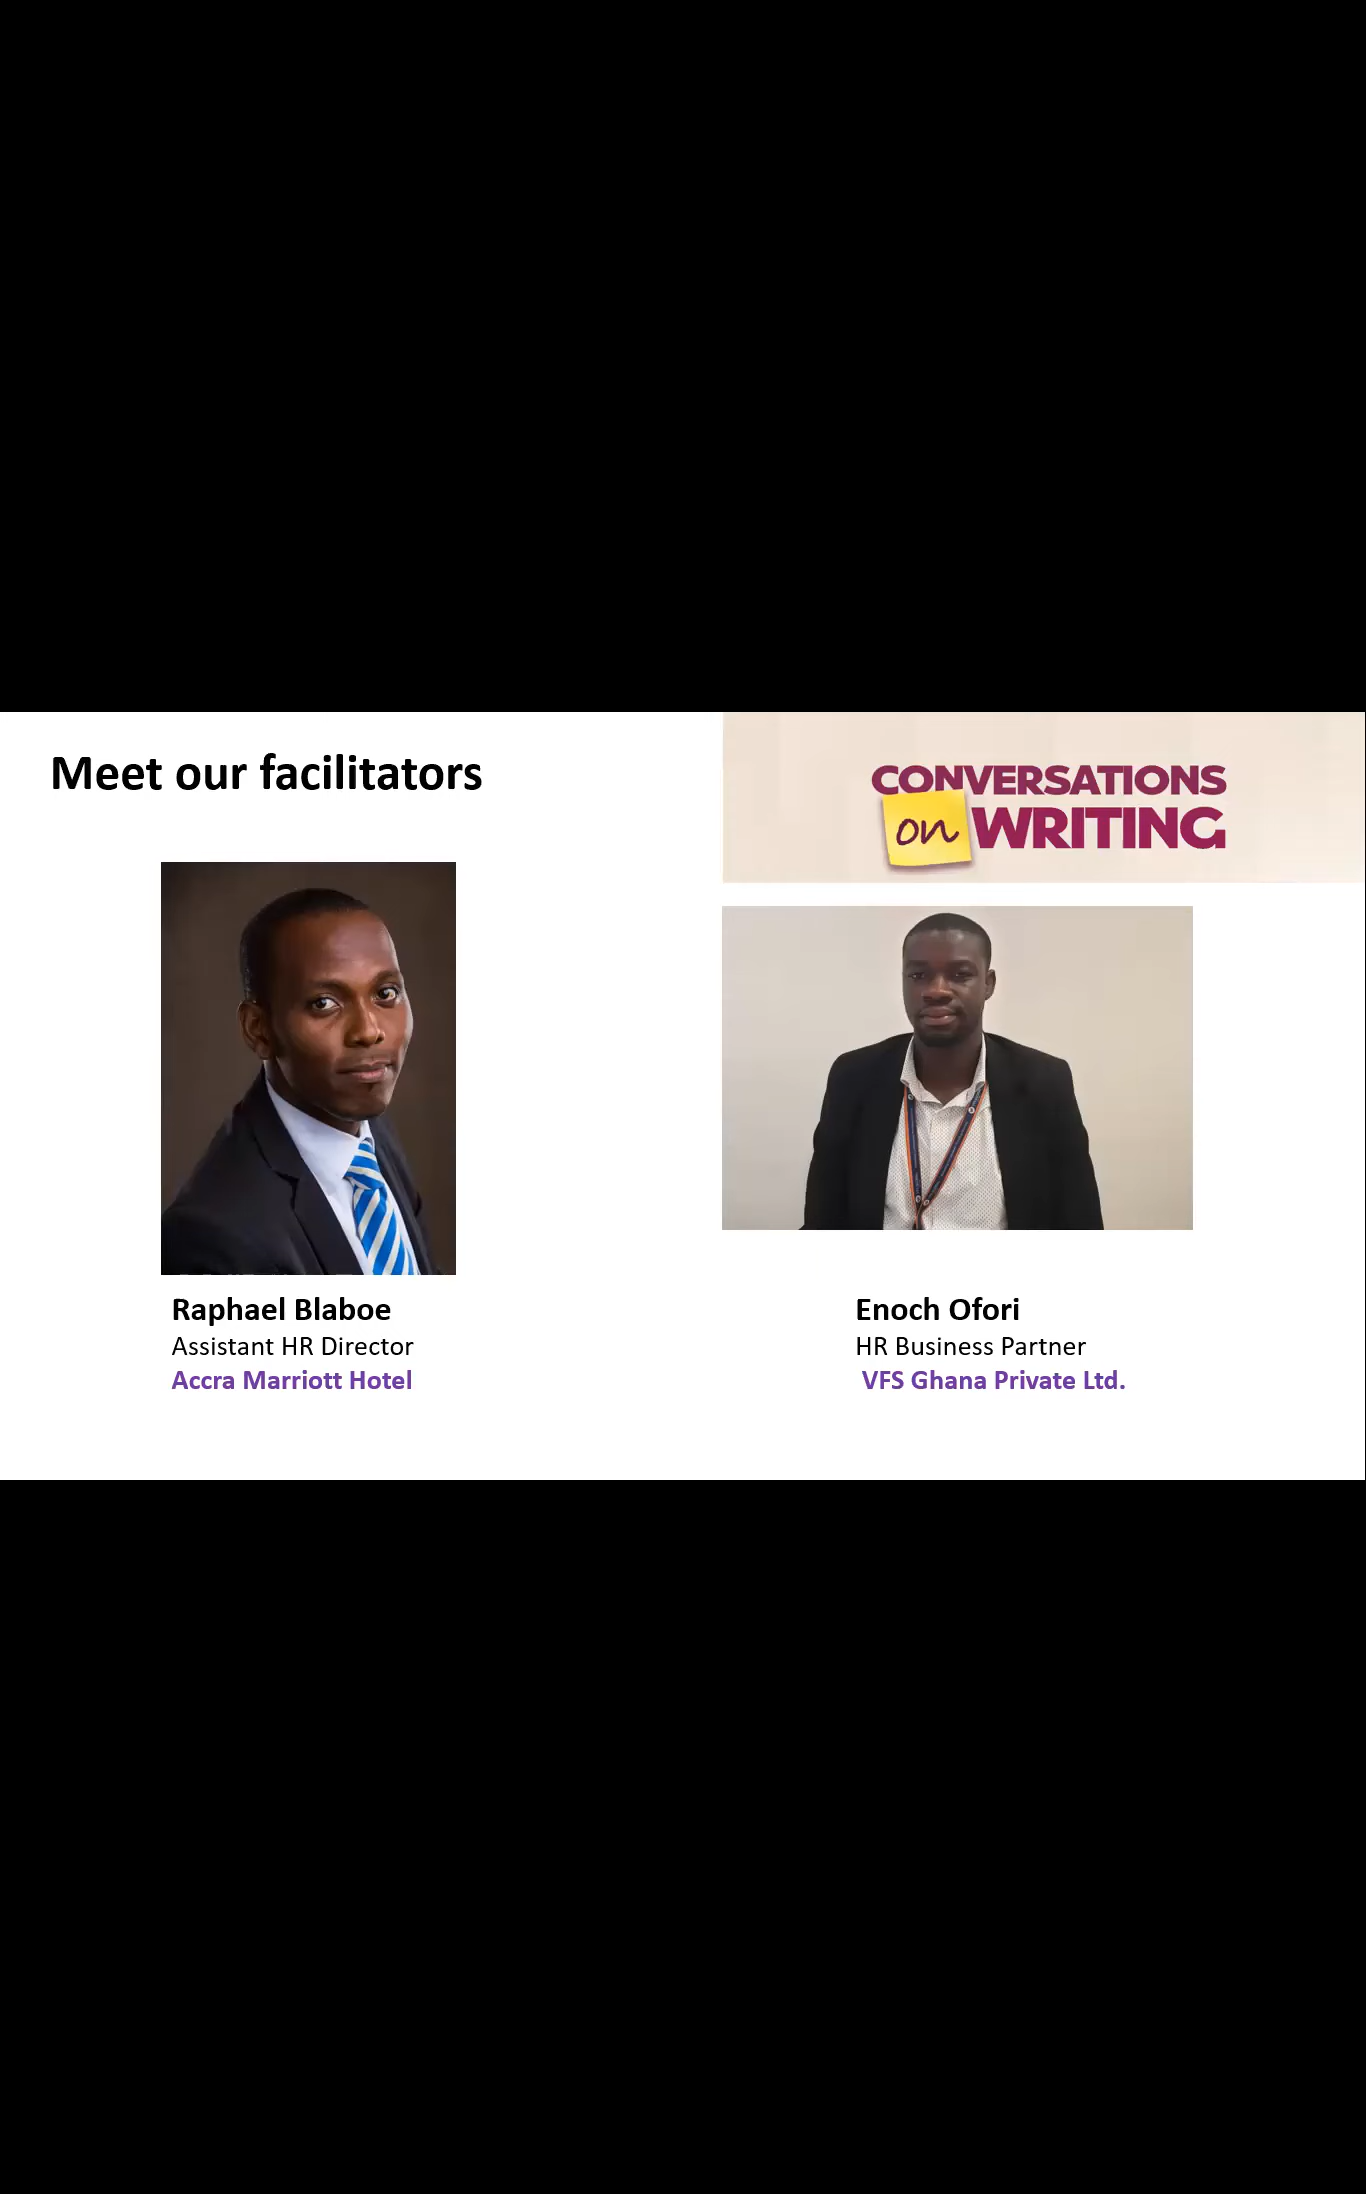 Meet our facilitators
CONVERSATIONS
on WRITING
Raphael Blaboe
Assistant HR Director
Accra Marriott Hotel
Enoch Ofori
HR Business Partner
VFS Ghana Private Ltd.